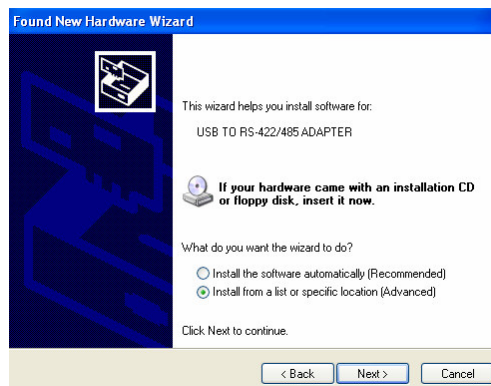 Found New Hardware Wizard
This wizard helps you install software for:
USB TO RS-422/485 ADAPTER
If your hardware came with an installation CD
or floppy disk, insert it now.
What do you want the wizard to do?
Install the software automatically (Recommended)
Install from a list or specific location (Advanced)
Click Next to continue.
< Back Next > Cancel